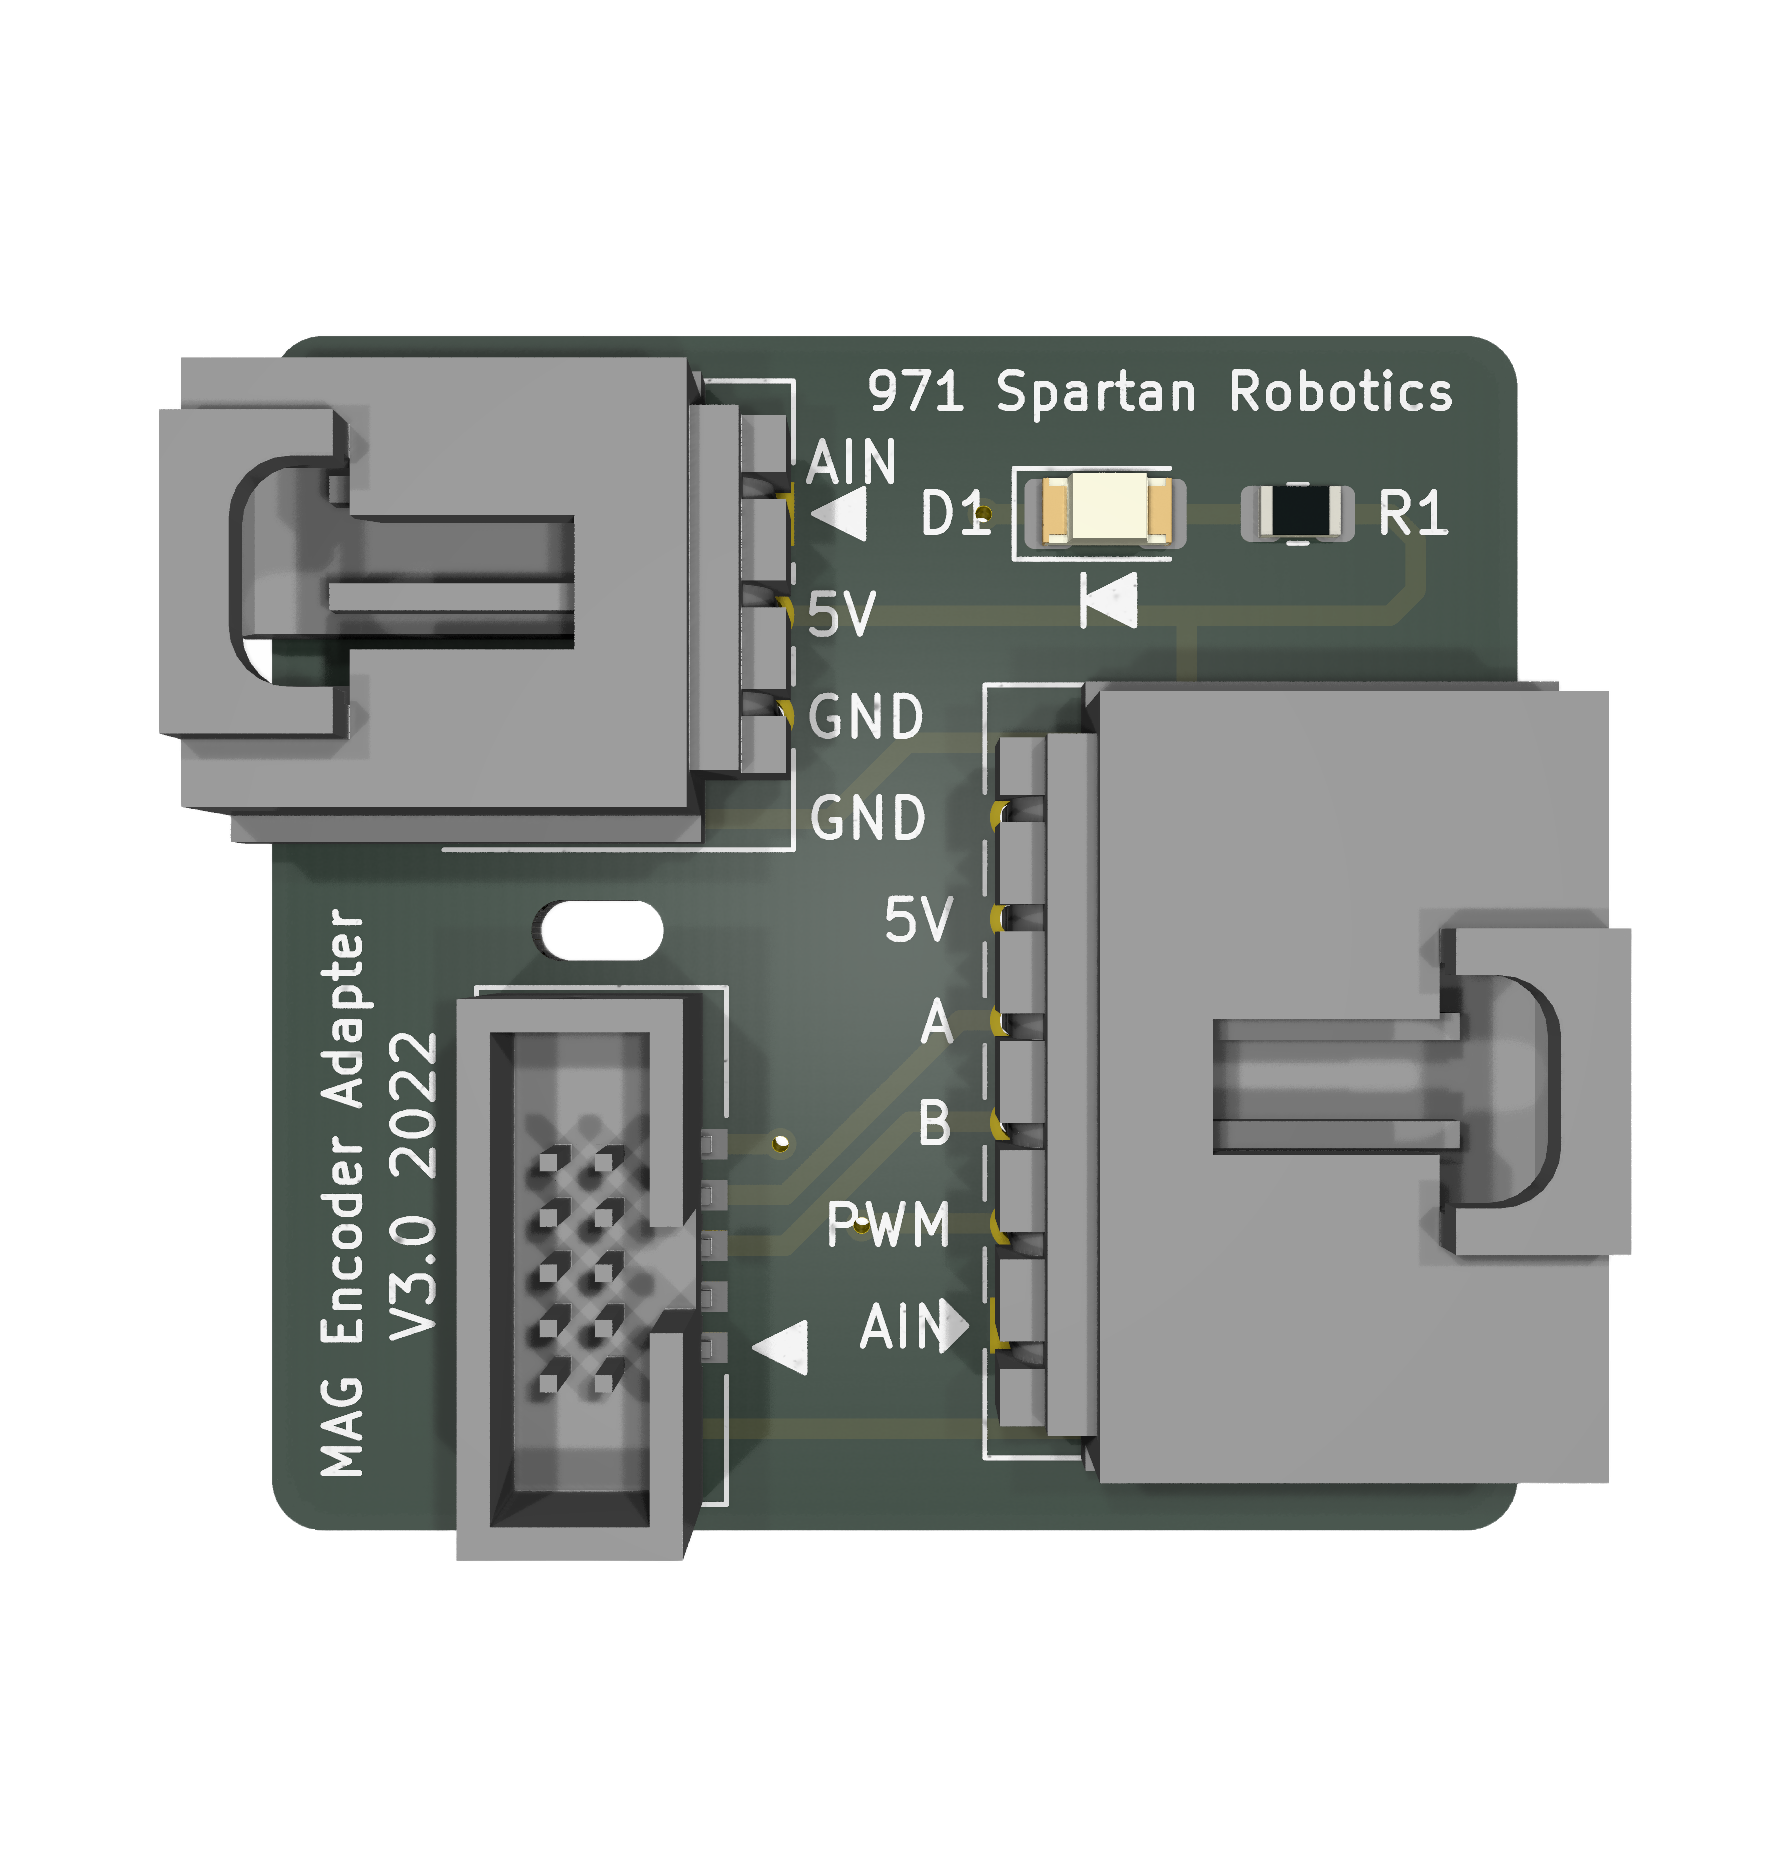 971 Spartan Robotics
AIN
D1
R1
5V
GND
GND
5V
A
B
PWM
AIN
MAG Encoder Adapter
V3.0 2022